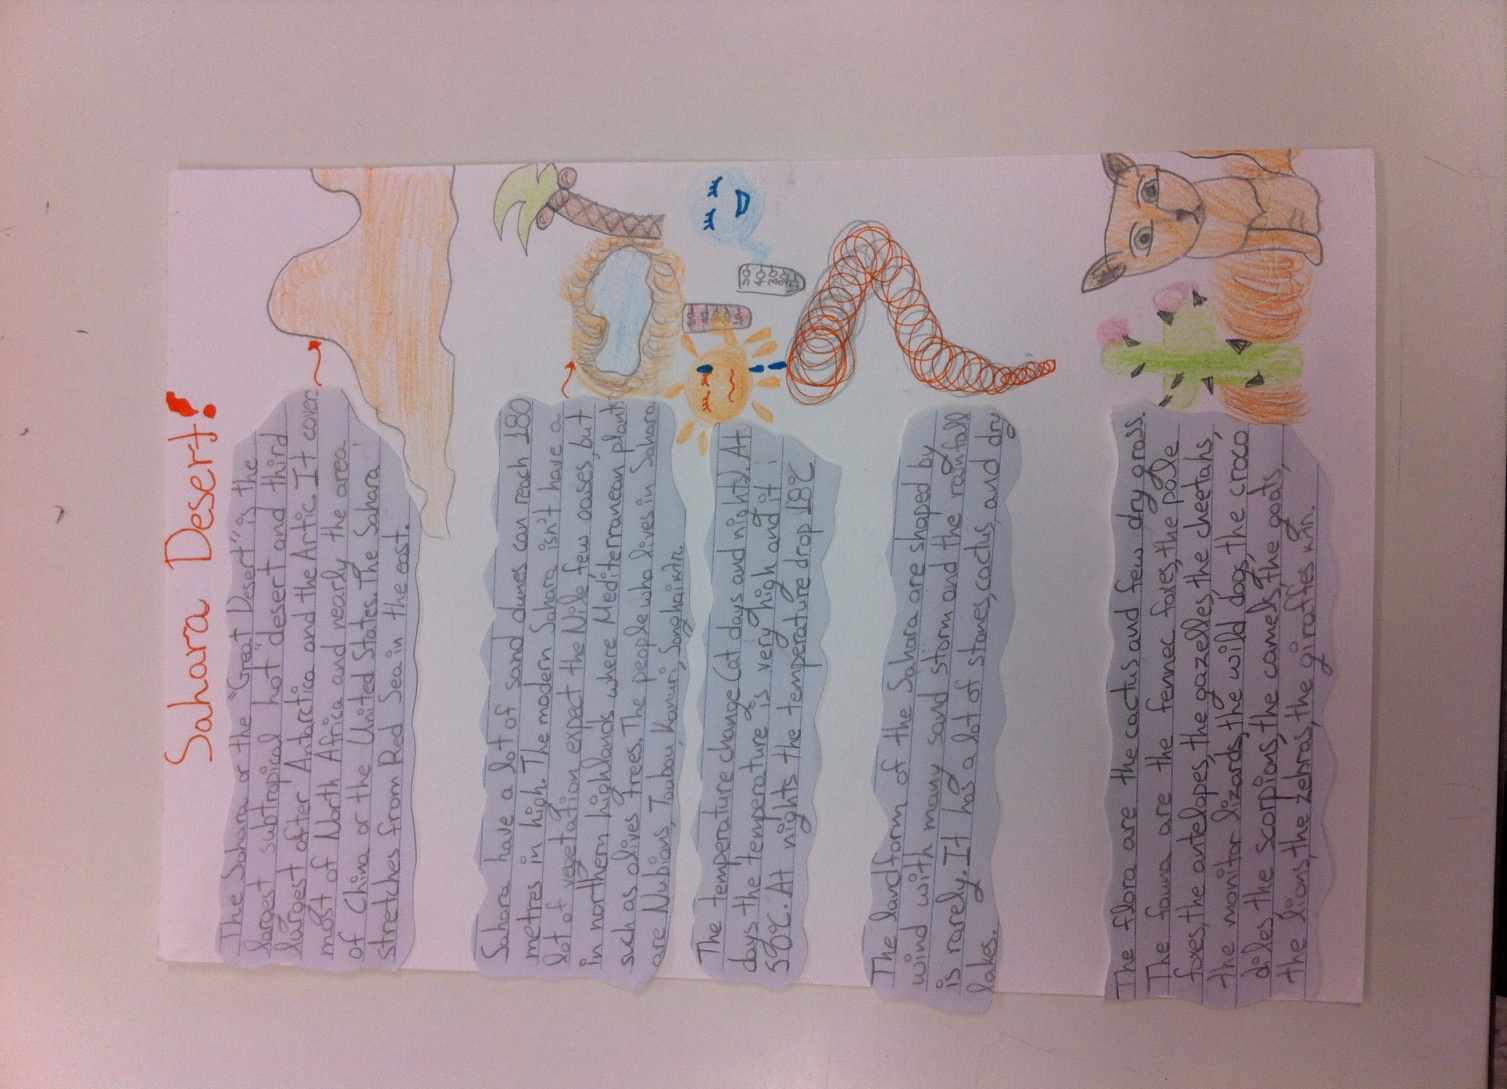 Sahara Desert!
The Sahara or the "Great Desert" is the
largest subtropical "hot" desert and third
largest after Antarctica and the Artic. It cover
most of North Africa and nearly the area
of China or the United States. The Sahara
stretches from Red Sea in the east.
Sahara have a lot of sand dunes can reach 180
metres in high. The modern Sahara isn't have a
lot of vegetation expect the Nile few oases, but
in northern highlands where Mediterranean plant
such as olives trees. The people who lives in Sahara
are Nubians, Toubou, Kanuri, Songhai
The temperature change (at days and nights). At
days the temperature is very high and it
50°C. At nights the temperature drop 18°C
50
40
30
The landform of the Sahara are shaped by
wind with many sand storm and the rainfall
is rarely. It has a lot of stones, cactus, and dry
lakes.
The flora are the cactus and few dry grass.
The fauna are the fennec foxes, the pale
foxes, the antelopes, the gazelles, the cheetans,
the monitor lizards, the wild dogs, the croco
diles the scorpions, the camels, the goats,
the lions, the zebras, the giraffes